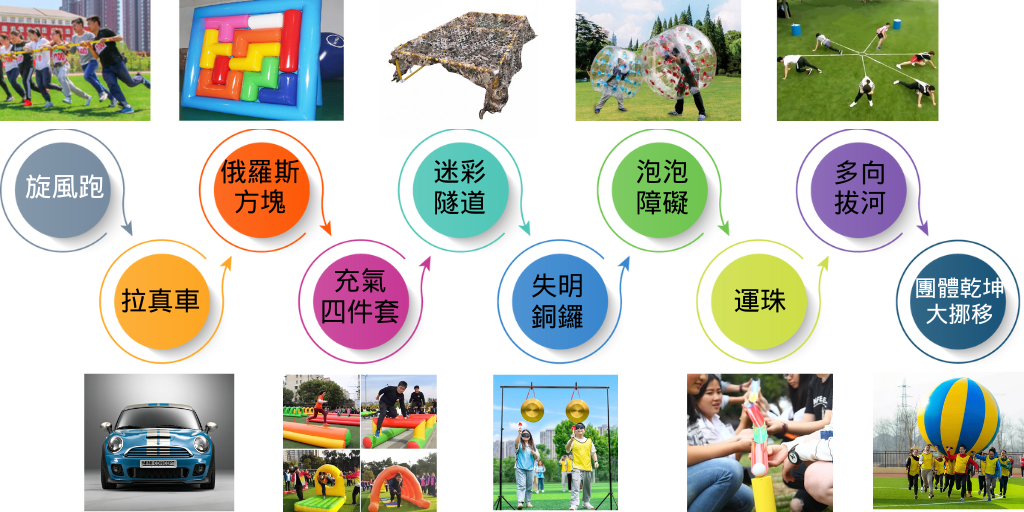 旋風跑
拉真車
俄羅斯
方塊
充氣
四件套
迷彩
隧道
失明
銅鑼
泡泡
障礙
運珠
多向
拔河
團體乾坤
大挪移
MINI CONCEPT